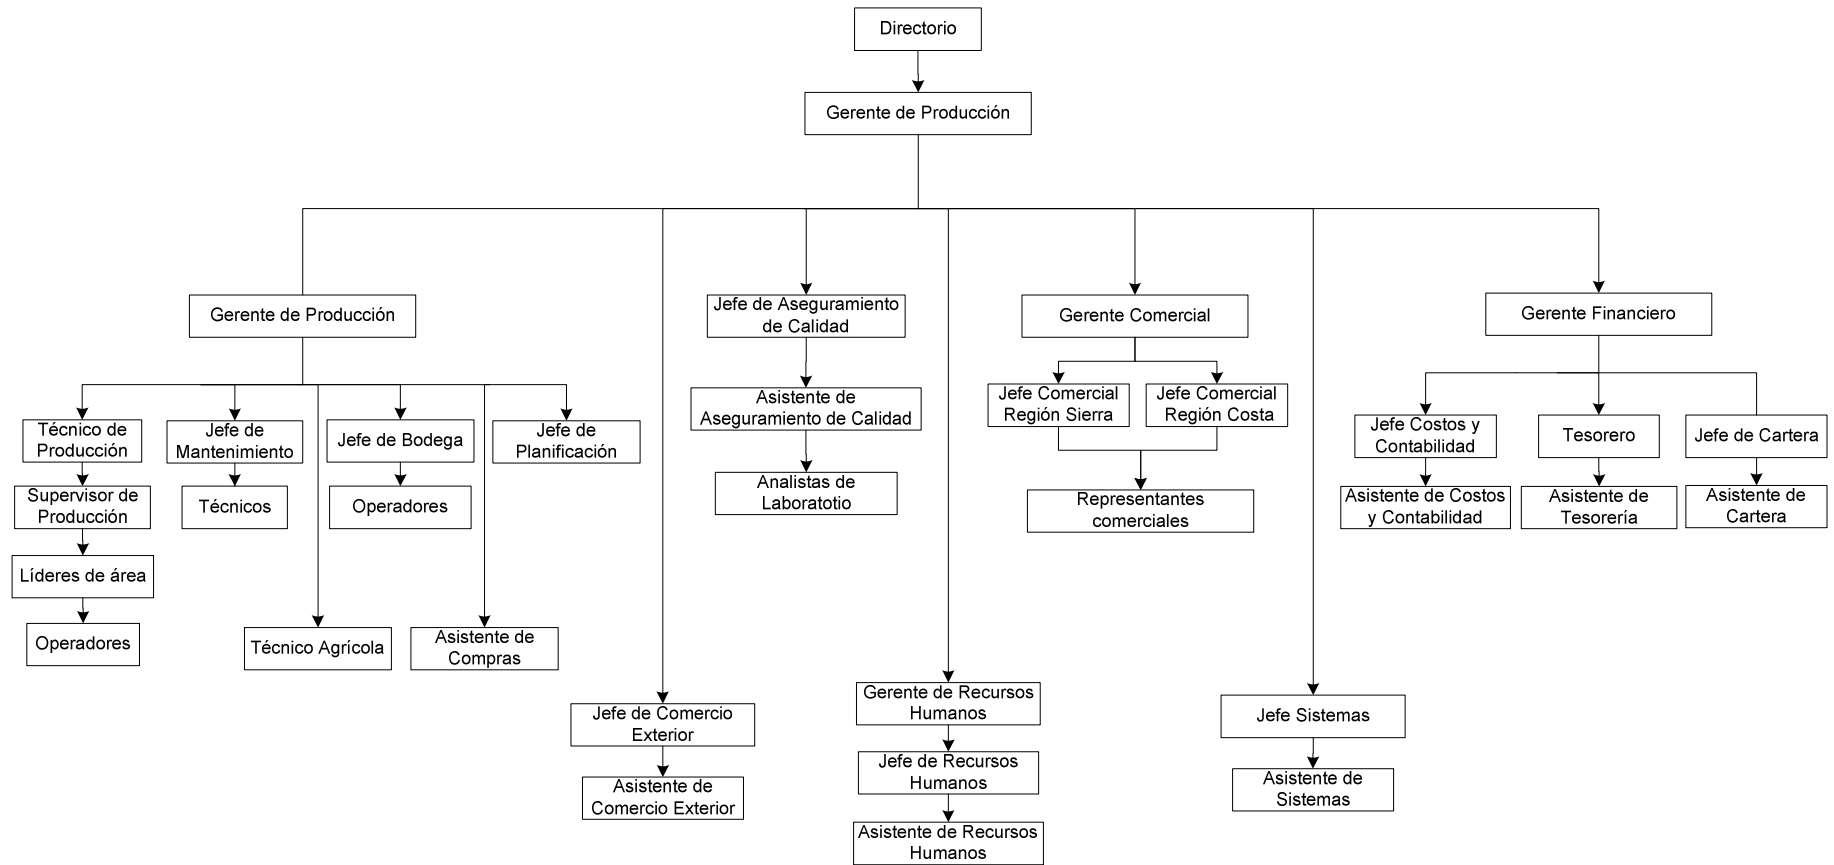 Directorio
Gerente de Producción
Gerente de Producción
Jefe de Aseguramiento
de Calidad
Gerente Comercial
Gerente Financiero
Técnico de
Producción
Jefe de
Mantenimiento
Jefe de Bodega
Jefe de
Planificación
Asistente de
Aseguramiento de Calidad
Jefe Comercial
Región Sierra
Jefe Comercial
Región Costa
Jefe Costos y
Contabilidad
Tesorero
Jefe de Cartera
Supervisor de
Producción
Técnicos
Operadores
Analistas de
Laboratotio
Representantes
comerciales
Asistente de Costos
y Contabilidad
Asistente de
Tesorería
Asistente de
Cartera
Líderes de área
Operadores
Técnico Agrícola
Asistente de
Compras
Jefe de Comercio
Exterior
Gerente de Recursos
Humanos
Jefe Sistemas
Asistente de
Comercio Exterior
Jefe de Recursos
Humanos
Asistente de
Sistemas
Asistente de Recursos
Humanos